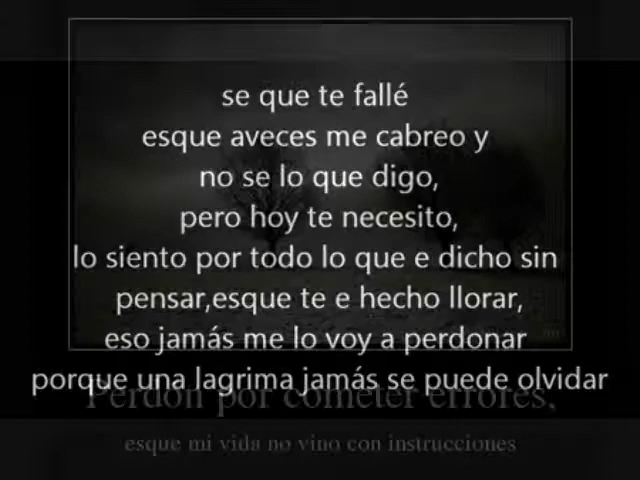 se que te fallé
esque aveces me cabreo y
no se lo que digo,
pero hoy te necesito,
lo siento por todo lo que e dicho sin
pensar,esque te e hecho llorar,
eso jamás me lo voy a perdonar
porque una lagrima jamás se puede olvidar
Perdon por cometer errores,
esque mi vida no vino con instrucciones